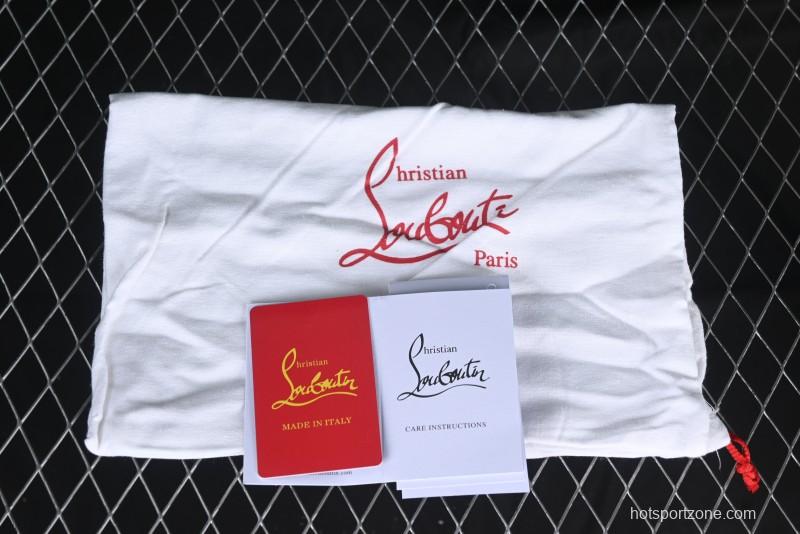 Christian
Louboutin
Paris
Christian
Louboutin
MADE IN ITALY
Christian
Louboutin
CARE INSTRUCTIONS
hotsportzone.com